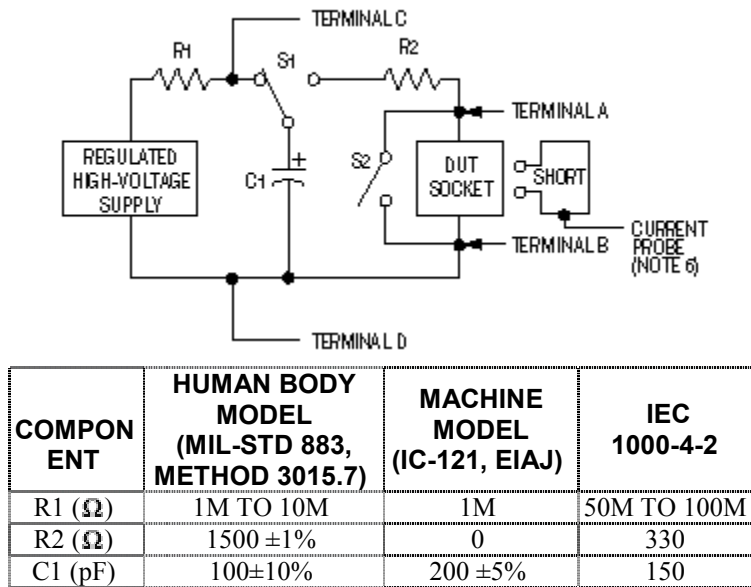 TERMINAL C
R1
S1
R2
TERMINAL A
REGULATED
HIGH-VOLTAGE
SUPPLY
C1
+
S2
DUT
SOCKET
SHORT
TERMINAL B
CURRENT
PROBE
(NOTE 6)
TERMINAL D
COMPON
ENT
HUMAN BODY
MODEL
(MIL-STD 883,
METHOD 3015.7)
MACHINE
MODEL
(IC-121, EIAJ)
IEC
1000-4-2
R1 (Ω) 1M TO 10M 1M 50M TO 100M
R2 (Ω) 1500 ±1% 0 330
C1 (pF) 100±10% 200 ±5% 150